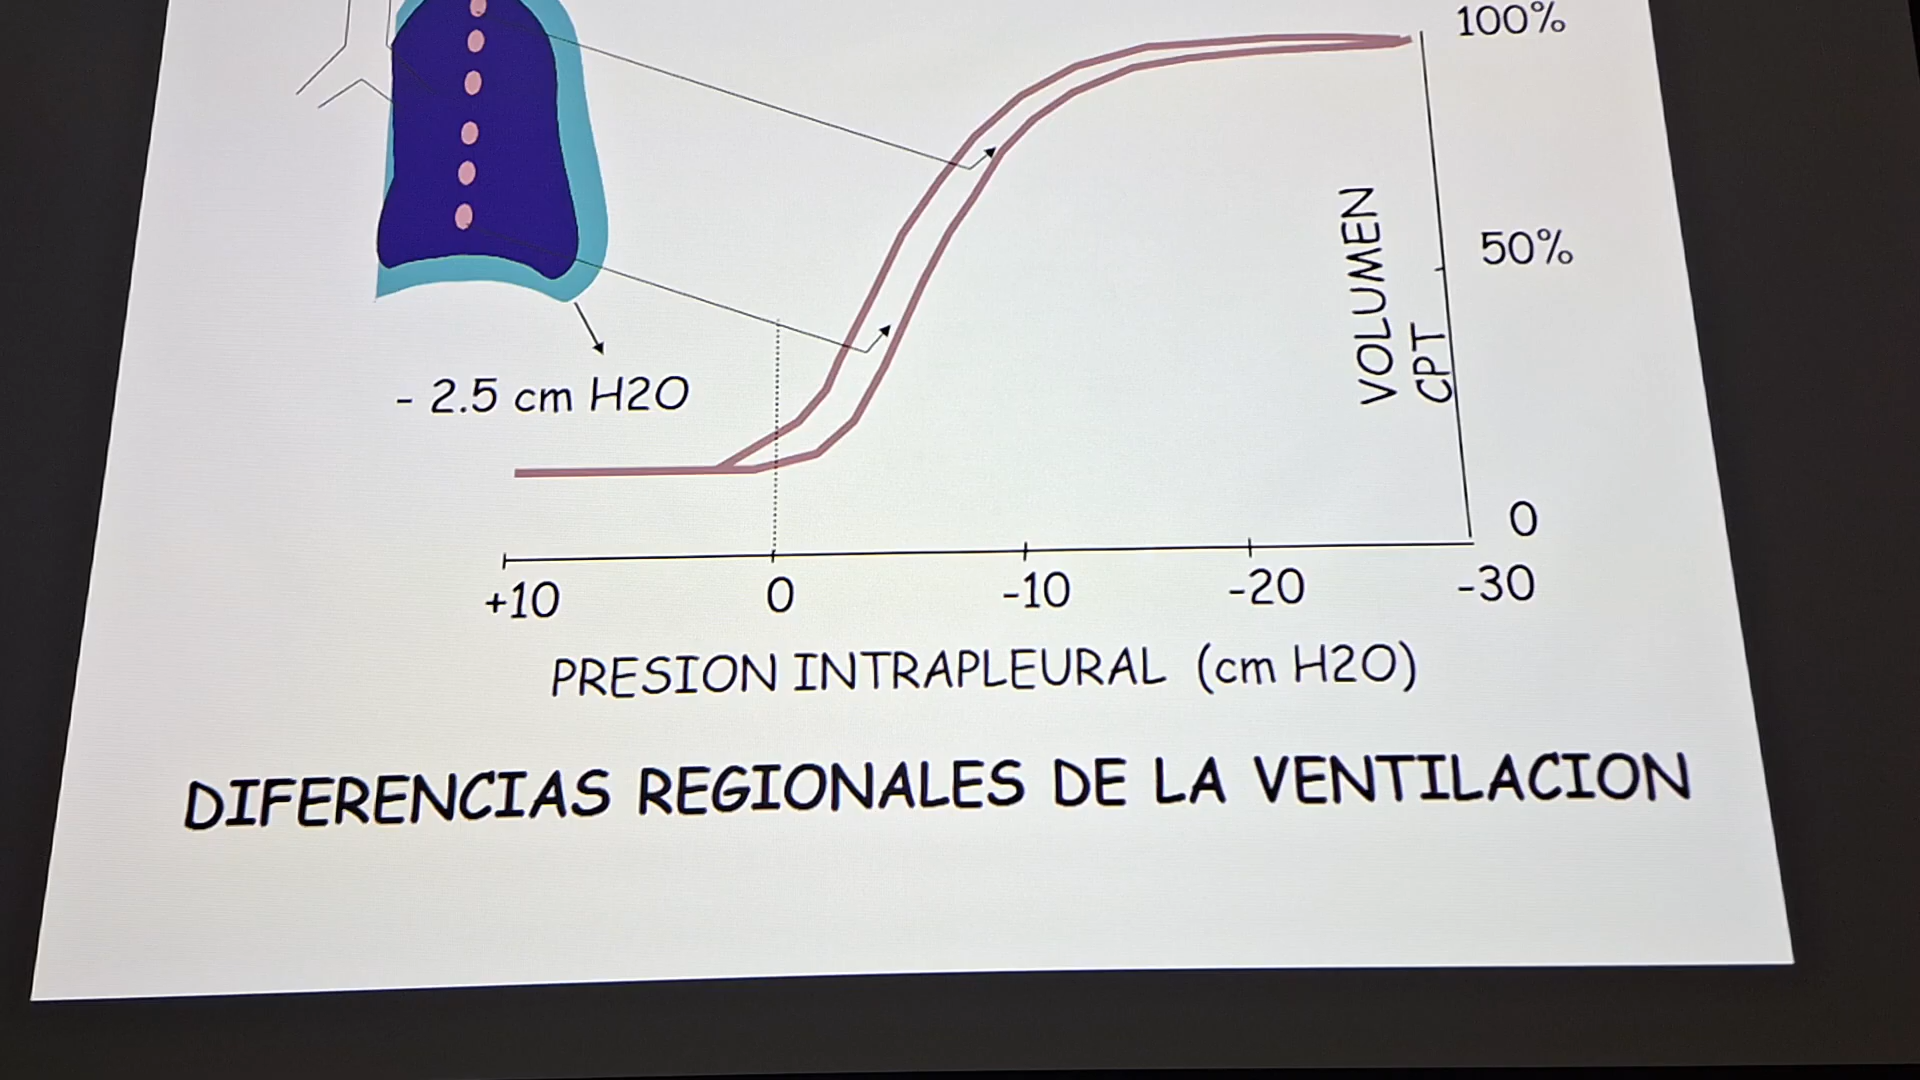 100%
50%
VOLUMEN
CPT
- 2.5 cm H2O
0
+10 0 -10 -20 -30
PRESION INTRAPLEURAL (cm H2O)
DIFERENCIAS REGIONALES DE LA VENTILACION